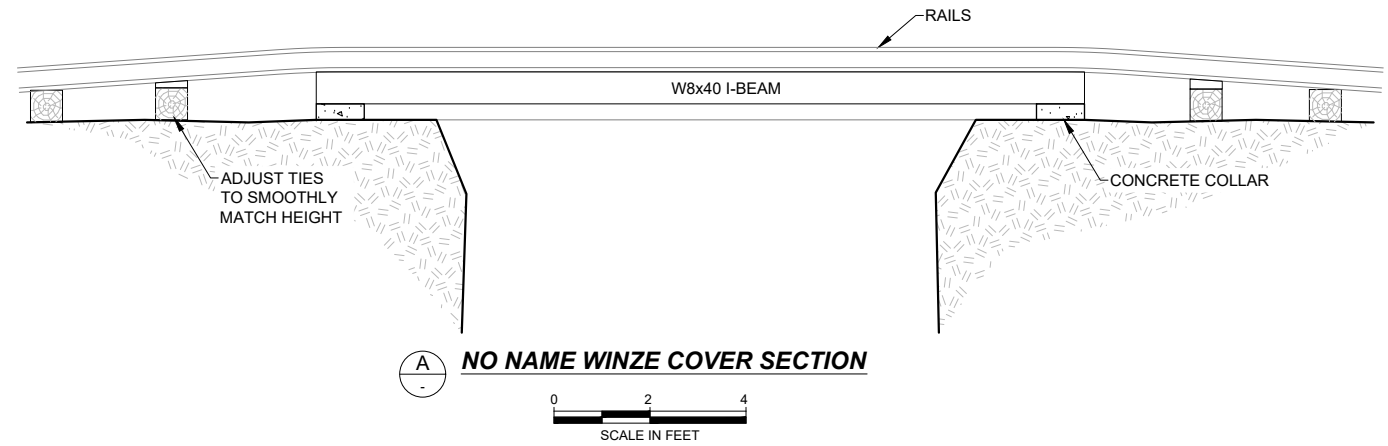 RAILS
W8x40 I-BEAM
ADJUST TIES
TO SMOOTHLY
MATCH HEIGHT
CONCRETE COLLAR
A
-
NO NAME WINZE COVER SECTION
0 2 4
SCALE IN FEET